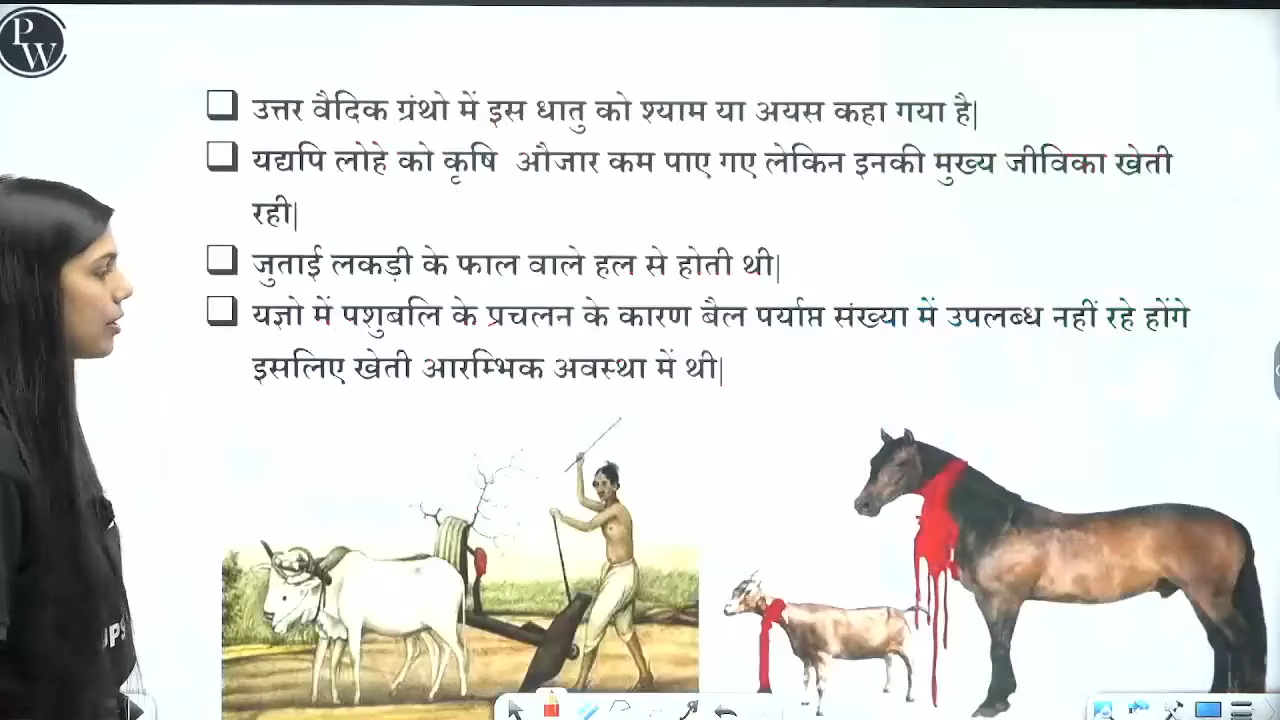 PW
उत्तर वैदिक ग्रंथो में इस धातु को श्याम या अयस कहा गया है|
यद्यपि लोहे को कृषि औजार कम पाए गए लेकिन इनकी मुख्य जीविका खेती
रही|
जुताई लकड़ी के फाल वाले हल से होती थी|
यज्ञो में पशुबलि के प्रचलन के कारण बैल पर्याप्त संख्या में उपलब्ध नहीं रहे होंगे
इसलिए खेती आरम्भिक अवस्था में थी|